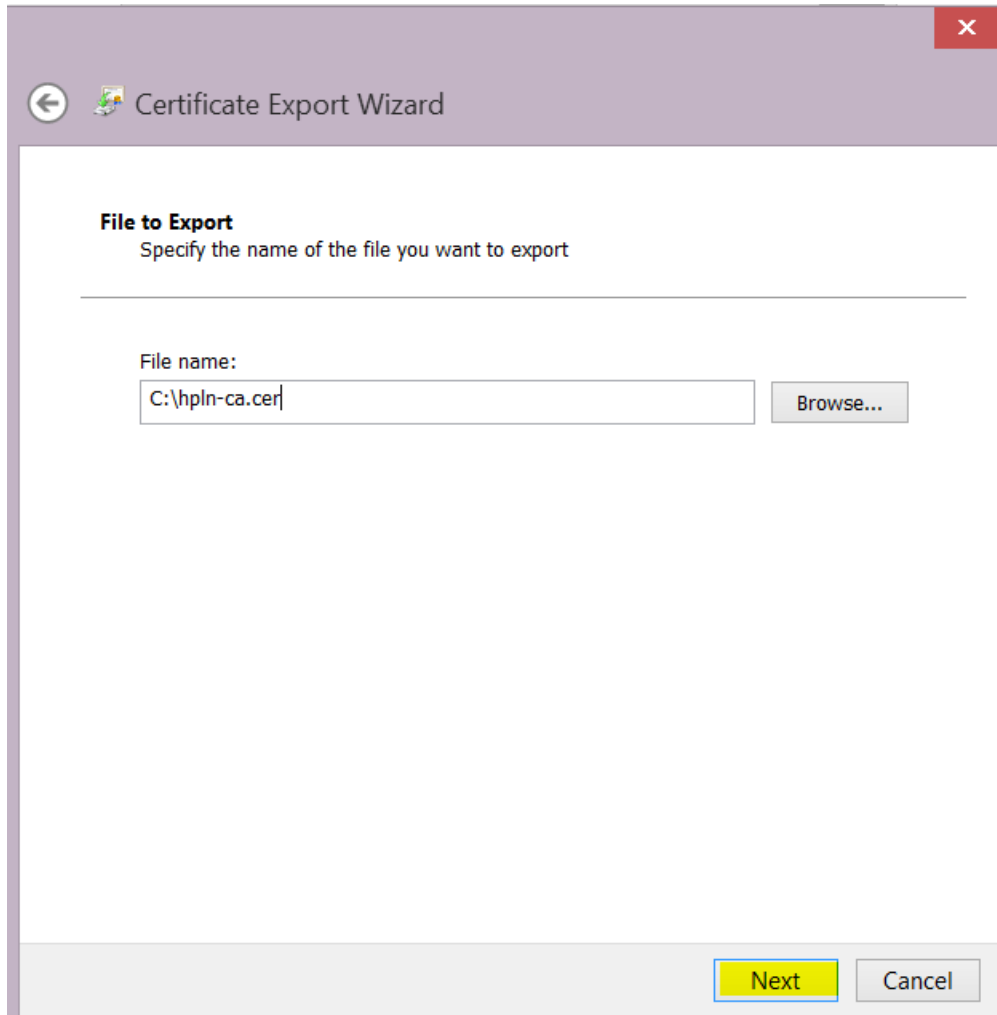 Certificate Export Wizard
File to Export
Specify the name of the file you want to export
File name:
C:\hpln-ca.cer
Browse...
Next
Cancel